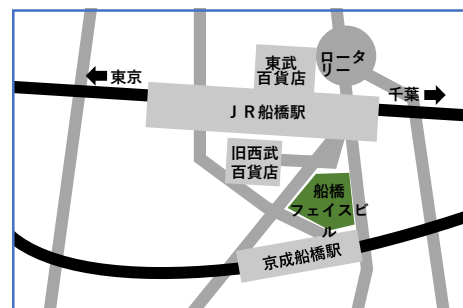 ロータ
リー
東武
百貨店
東京
千葉
ＪＲ船橋駅
旧西武
百貨店
船橋
フェイスビ
ル
京成船橋駅